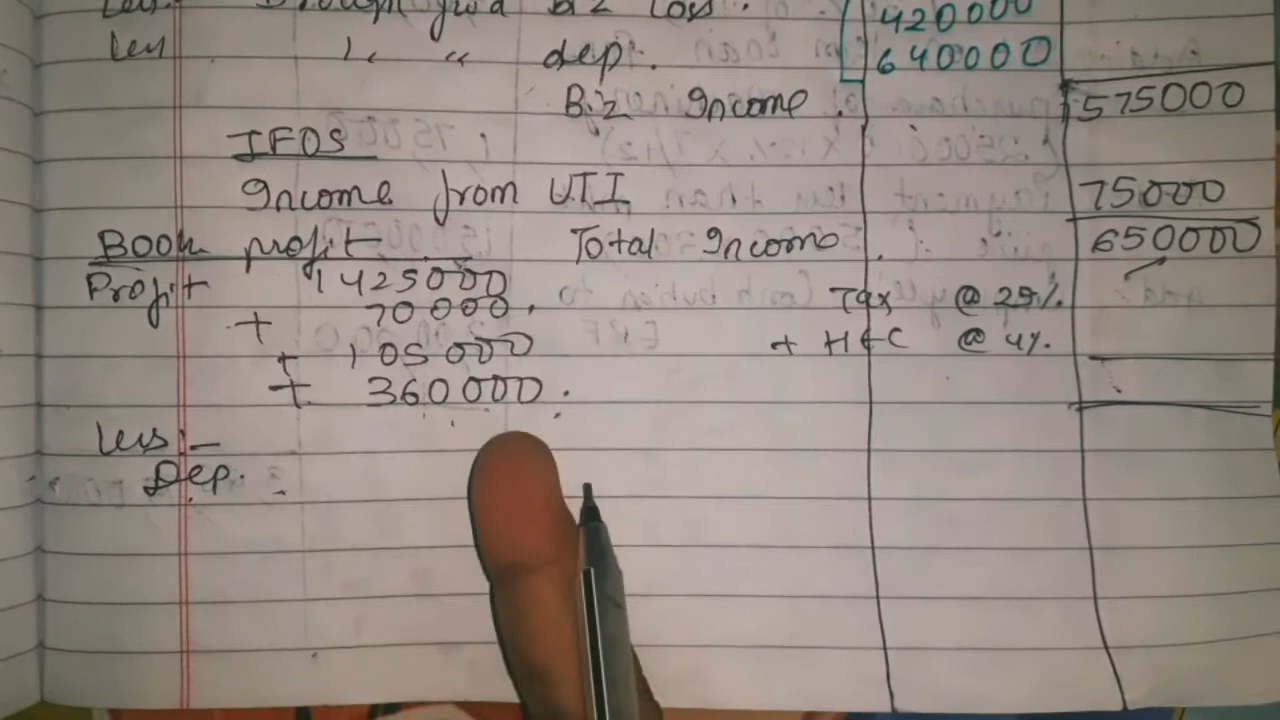 Less: Brought fwd Biz loss. 420000
Less " " dep. 640000
Biz Income. 575000
IFOS
Income from UTI 75000
Book profit Total Income. 650000
Profit 1425000
+ 70000. Tax @ 25%.
+ 105000 + H&C @ 4%.
+ 360000.
Less:-
Dep.